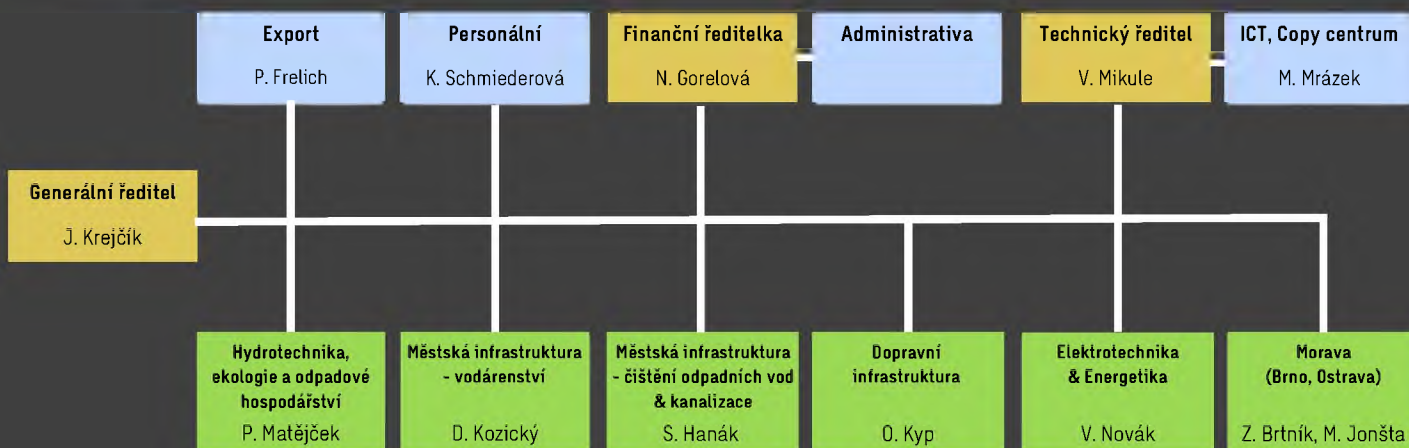 Export
P. Frelich
Personální
K. Schmiederová
Finanční ředitelka
N. Gorelová
Administrativa
Technický ředitel
V. Mikule
ICT, Copy centrum
M. Mrázek
Generální ředitel
J. Krejčík
Hydrotechnika,
ekologie a odpadové
hospodářství
P. Matějček
Městská infrastruktura
- vodárenství
D. Kozický
Městská infrastruktura
- čištění odpadních vod
& kanalizace
S. Hanák
Dopravní
infrastruktura
O. Kyp
Elektrotechnika
& Energetika
V. Novák
Morava
(Brno, Ostrava)
Z. Brtník, M. Jonšta